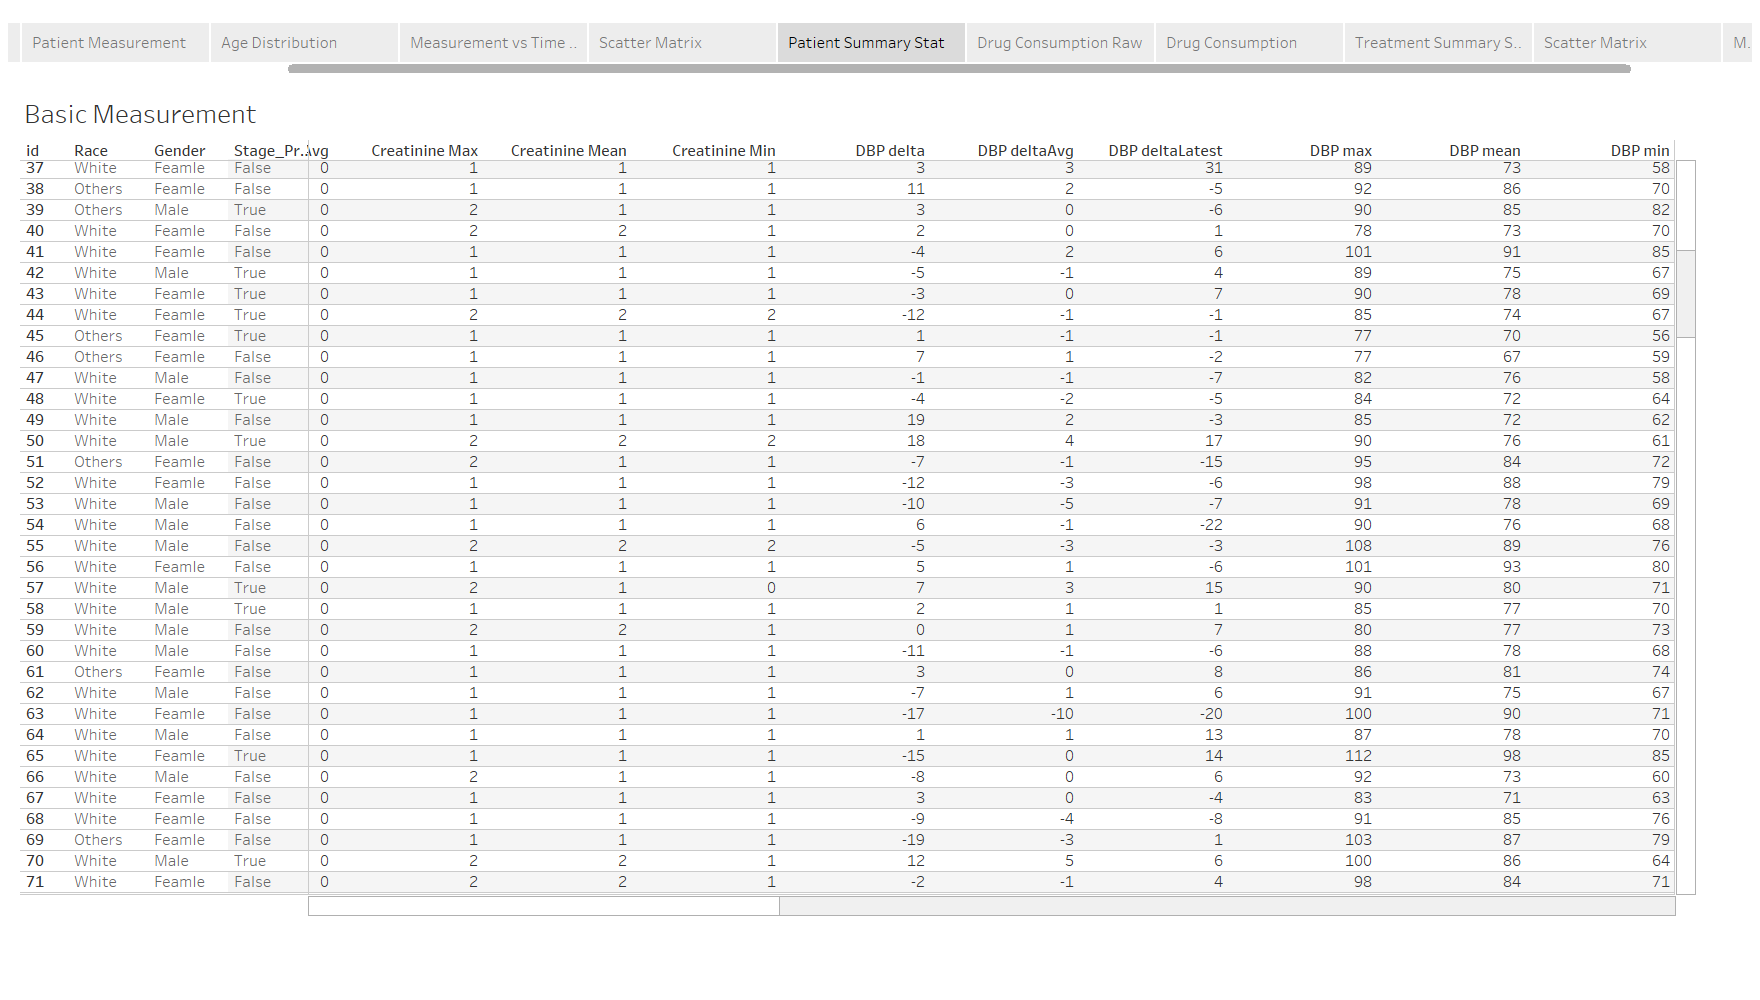 Patient Measurement Age Distribution Measurement vs Time .. Scatter Matrix Patient Summary Stat Drug Consumption Raw Drug Consumption Treatment Summary S.. Scatter Matrix M.
Basic Measurement
id Race Gender Stage_Pr.. Avg Creatinine Max Creatinine Mean Creatinine Min DBP delta DBP deltaAvg DBP deltaLatest DBP max DBP mean DBP min
37 White Feamle False 0 1 1 1 3 3 31 89 73 58
38 Others Feamle False 0 1 1 1 11 2 -5 92 86 70
39 Others Male True 0 2 1 1 3 0 -6 90 85 82
40 White Feamle False 0 2 2 1 2 0 1 78 73 70
41 White Feamle False 0 1 1 1 -4 2 6 101 91 85
42 White Male True 0 1 1 1 -5 -1 4 89 75 67
43 White Feamle True 0 1 1 1 -3 0 7 90 78 69
44 White Feamle True 0 2 2 2 -12 -1 -1 85 74 67
45 Others Feamle True 0 1 1 1 1 -1 -1 77 70 56
46 Others Feamle False 0 1 1 1 7 1 -2 77 67 59
47 White Male False 0 1 1 1 -1 -1 -7 82 76 58
48 White Feamle True 0 1 1 1 -4 -2 -5 84 72 64
49 White Male False 0 1 1 1 19 2 -3 85 72 62
50 White Male True 0 2 2 2 18 4 17 90 76 61
51 Others Feamle False 0 2 1 1 -7 -1 -15 95 84 72
52 White Feamle False 0 1 1 1 -12 -3 -6 98 88 79
53 White Male False 0 1 1 1 -10 -5 -7 91 78 69
54 White Male False 0 1 1 1 6 -1 -22 90 76 68
55 White Male False 0 2 2 2 -5 -3 -3 108 89 76
56 White Feamle False 0 1 1 1 5 1 -6 101 93 80
57 White Male True 0 2 1 0 7 3 15 90 80 71
58 White Male True 0 1 1 1 2 1 1 85 77 70
59 White Male False 0 2 2 1 0 1 7 80 77 73
60 White Male False 0 1 1 1 -11 -1 -6 88 78 68
61 Others Feamle False 0 1 1 1 3 0 8 86 81 74
62 White Male False 0 1 1 1 -7 1 6 91 75 67
63 White Feamle False 0 1 1 1 -17 -10 -20 100 90 71
64 White Male False 0 1 1 1 1 1 13 87 78 70
65 White Feamle True 0 1 1 1 -15 0 14 112 98 85
66 White Male False 0 2 1 1 -8 0 6 92 73 60
67 White Feamle False 0 1 1 1 3 0 -4 83 71 63
68 White Feamle False 0 1 1 1 -9 -4 -8 91 85 76
69 Others Feamle False 0 1 1 1 -19 -3 1 103 87 79
70 White Male True 0 2 2 1 12 5 6 100 86 64
71 White Feamle False 0 2 2 1 -2 -1 4 98 84 71